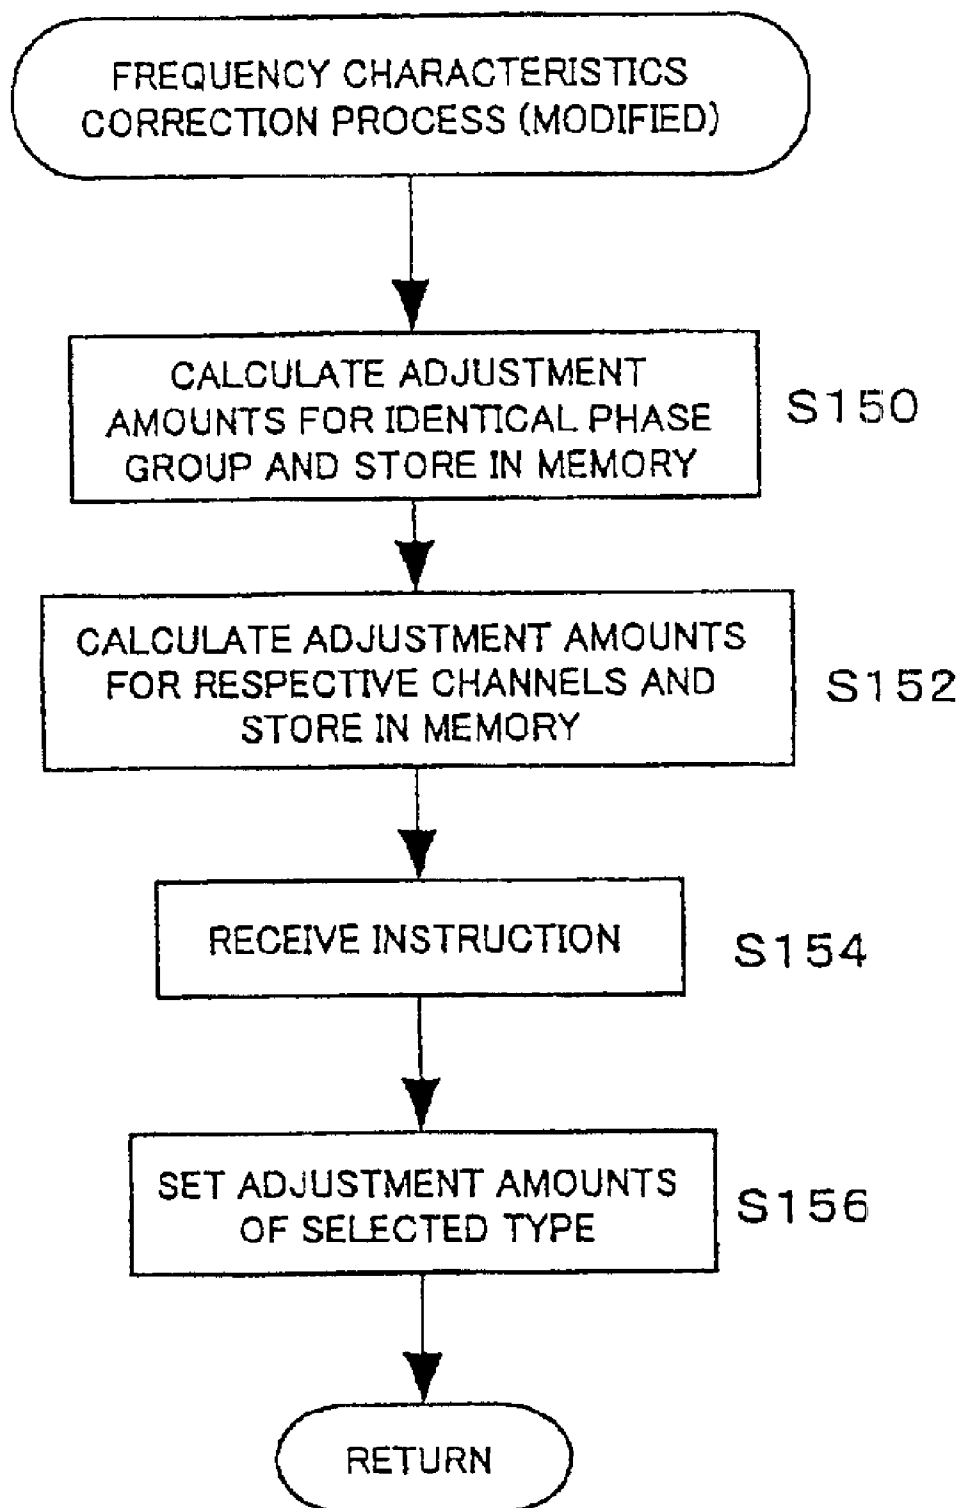 FREQUENCY CHARACTERISTICS
CORRECTION PROCESS (MODIFIED)
CALCULATE ADJUSTMENT
AMOUNTS FOR IDENTICAL PHASE
GROUP AND STORE IN MEMORY
S150
CALCULATE ADJUSTMENT AMOUNTS
FOR RESPECTIVE CHANNELS AND
STORE IN MEMORY
S152
RECEIVE INSTRUCTION
S154
SET ADJUSTMENT AMOUNTS
OF SELECTED TYPE
S156
RETURN